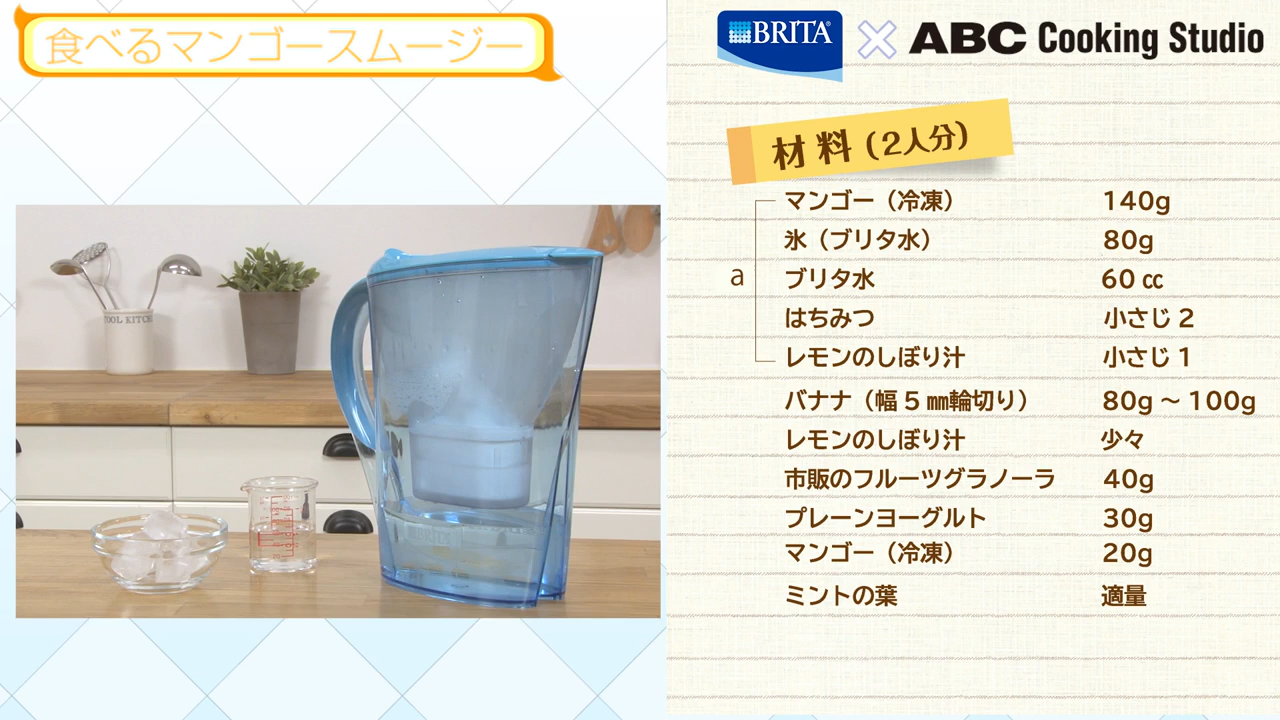 食べるマンゴースムージー
BRITA® × ABC Cooking Studio
材料(2人分)
a
マンゴー（冷凍） 140g
氷（ブリタ水） 80g
ブリタ水 60㏄
はちみつ 小さじ2
レモンのしぼり汁 小さじ1
バナナ（幅5㎜輪切り） 80g～100g
レモンのしぼり汁 少々
市販のフルーツグラノーラ 40g
プレーンヨーグルト 30g
マンゴー（冷凍） 20g
ミントの葉 適量
BRITA